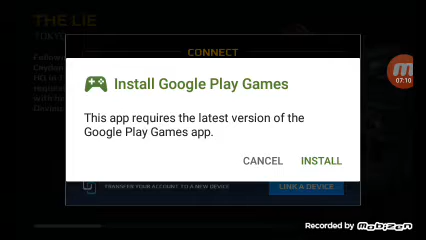 THE LIE
TOKYO
CONNECT
Install Google Play Games
This app requires the latest version of the
Google Play Games app.
CANCEL
INSTALL
07:10
TRANSFER YOUR ACCOUNT TO A NEW DEVICE
LINK A DEVICE
Recorded by Mobizen